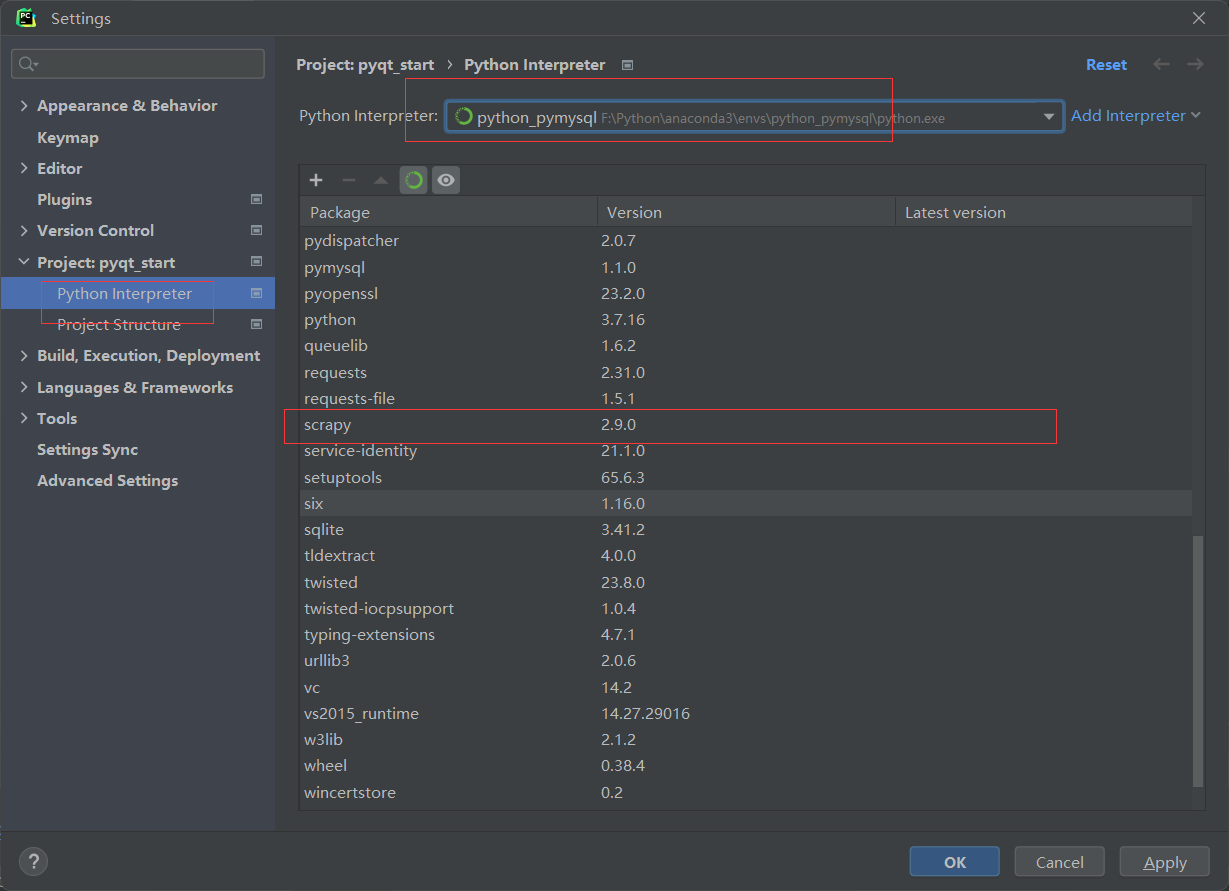 Settings
Project: pyqt_start › Python Interpreter
Reset
Python Interpreter: python_pymysql F:\Python\anaconda3\envs\python_pymysql\python.exe
Add Interpreter
Appearance & Behavior
Keymap
Editor
Plugins
Version Control
Project: pyqt_start
Python Interpreter
Project Structure
Build, Execution, Deployment
Languages & Frameworks
Tools
Settings Sync
Advanced Settings
Package Version Latest version
pydispatcher 2.0.7
pymysql 1.1.0
pyopenssl 23.2.0
python 3.7.16
queuelib 1.6.2
requests 2.31.0
requests-file 1.5.1
scrapy 2.9.0
service-identity 21.1.0
setuptools 65.6.3
six 1.16.0
sqlite 3.41.2
tldextract 4.0.0
twisted 23.8.0
twisted-iocpsupport 1.0.4
typing-extensions 4.7.1
urllib3 2.0.6
vc 14.2
vs2015_runtime 14.27.29016
w3lib 2.1.2
wheel 0.38.4
wincertstore 0.2
?
OK Cancel Apply